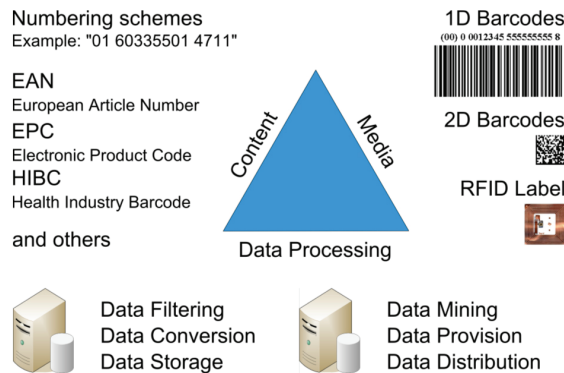 Numbering schemes
Example: "01 60335501 4711"
EAN
European Article Number
EPC
Electronic Product Code
HIBC
Health Industry Barcode
and others
Content
Media
Data Processing
1D Barcodes
(00) 0 0012345 555555555 8
2D Barcodes
RFID Label
Data Filtering
Data Conversion
Data Storage
Data Mining
Data Provision
Data Distribution